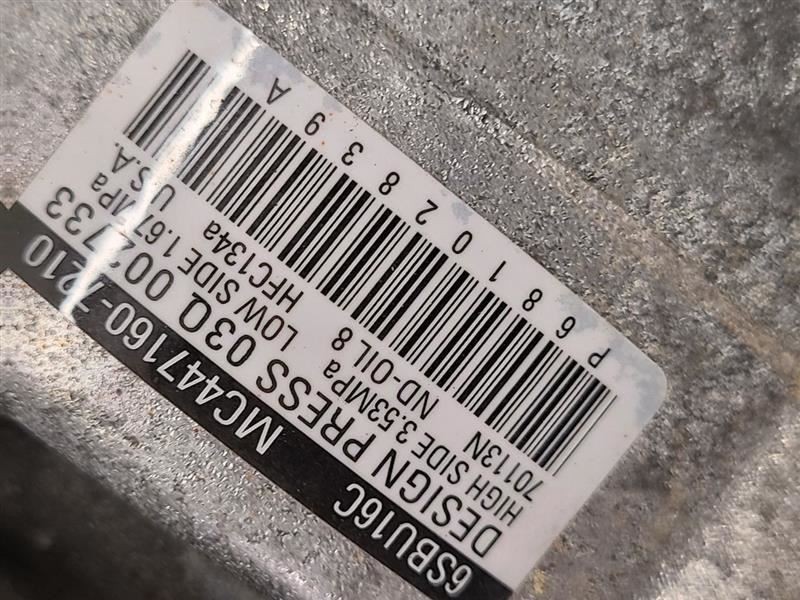 6SBU16C MC447160-7210
DESIGN PRESS 03Q 002733
HIGH SIDE 3.53MPa LOW SIDE 1.67MPa
70113N ND-OIL 8 HFC134a U.S.A.
P68102839A